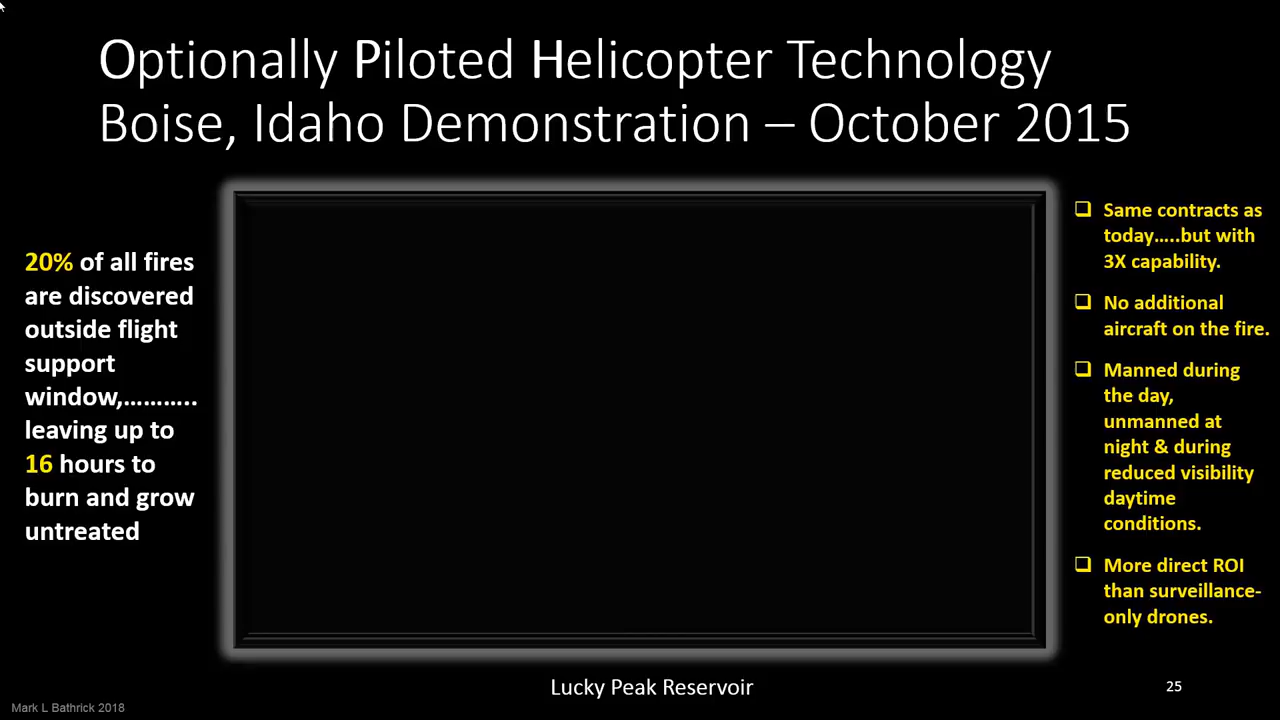 Optionally Piloted Helicopter Technology
Boise, Idaho Demonstration – October 2015
20% of all fires
are discovered
outside flight
support
window,………..
leaving up to
16 hours to
burn and grow
untreated
❑ Same contracts as
today…..but with
3X capability.
❑ No additional
aircraft on the fire.
❑ Manned during
the day,
unmanned at
night & during
reduced visibility
daytime
conditions.
❑ More direct ROI
than surveillance-
only drones.
Lucky Peak Reservoir
25
Mark L Bathrick 2018